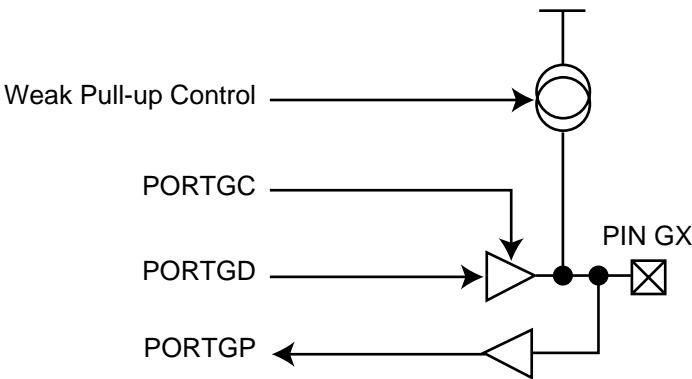 Weak Pull-up Control
PORTGC
PIN GX
PORTGD
PORTGP